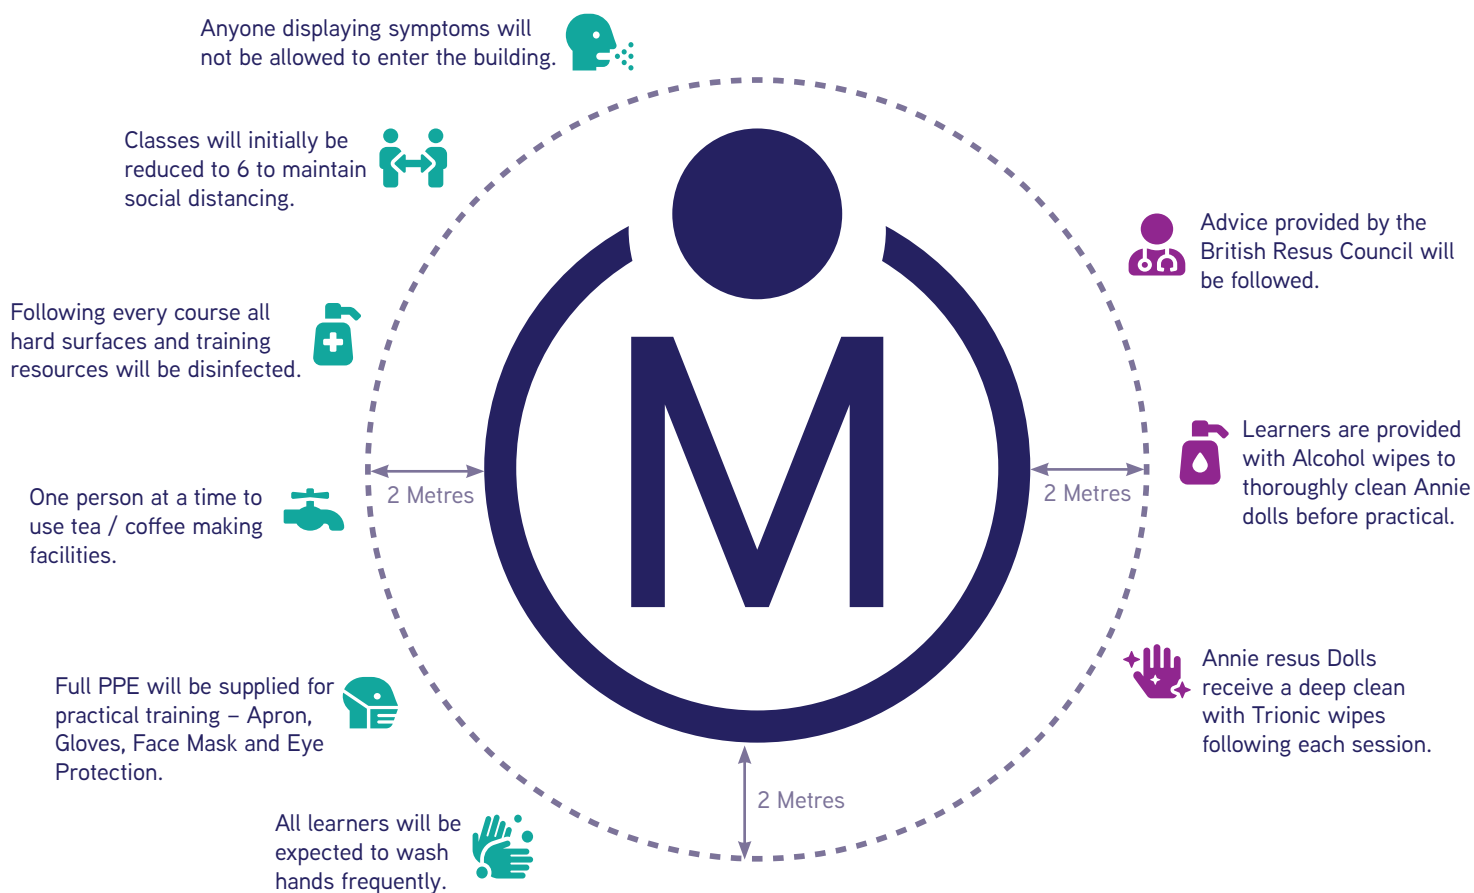 Anyone displaying symptoms will
not be allowed to enter the building.
Classes will initially be
reduced to 6 to maintain
social distancing.
Following every course all
hard surfaces and training
resources will be disinfected.
One person at a time to
use tea / coffee making
facilities.
Full PPE will be supplied for
practical training – Apron,
Gloves, Face Mask and Eye
Protection.
All learners will be
expected to wash
hands frequently.
M
2 Metres
2 Metres
2 Metres
Advice provided by the
British Resus Council will
be followed.
Learners are provided
with Alcohol wipes to
thoroughly clean Annie
dolls before practical.
Annie resus Dolls
receive a deep clean
with Trionic wipes
following each session.